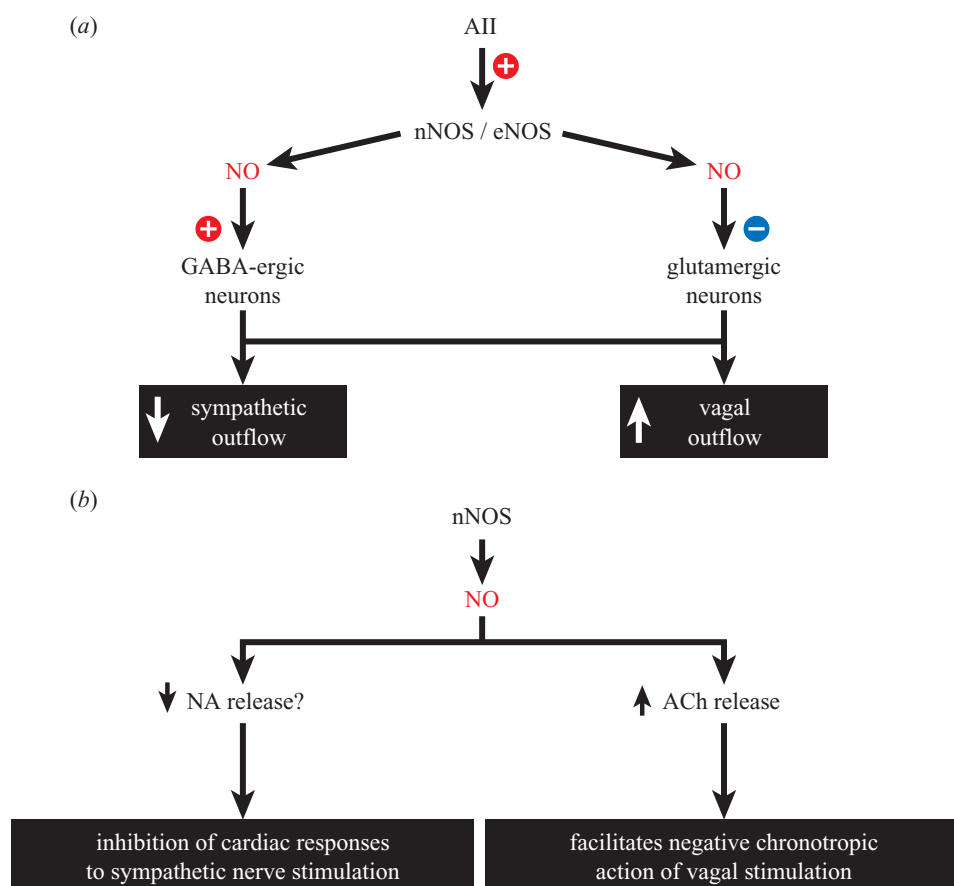 (a)
AII
+
nNOS / eNOS
NO
NO
+
−
GABA-ergic
neurons
glutamergic
neurons
sympathetic
outflow
vagal
outflow
(b)
nNOS
NO
NA release?
ACh release
inhibition of cardiac responses
to sympathetic nerve stimulation
facilitates negative chronotropic
action of vagal stimulation